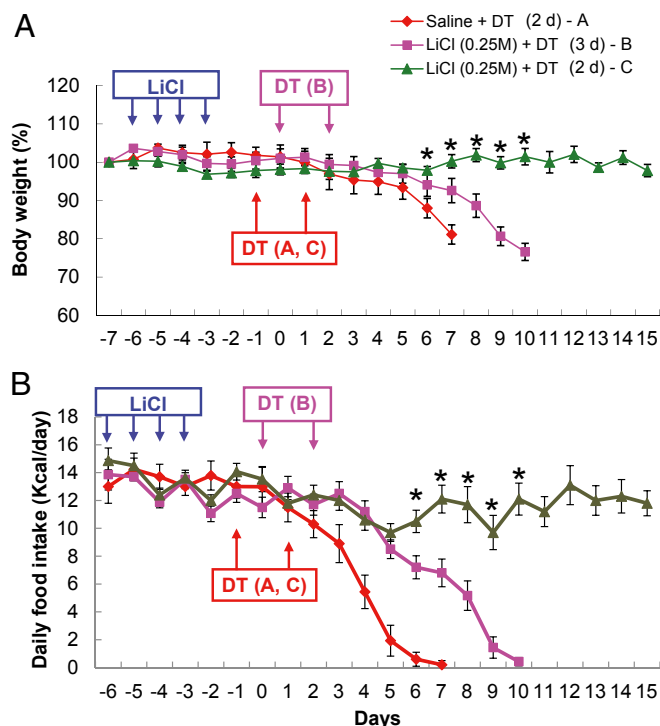 A
Saline + DT (2 d) - A
LiCl (0.25M) + DT (3 d) - B
LiCl (0.25M) + DT (2 d) - C
Body weight (%)
120
110
100
90
80
70
60
LiCl
DT (B)
DT (A, C)
* * * * *
-7 -6 -5 -4 -3 -2 -1 0 1 2 3 4 5 6 7 8 9 10 11 12 13 14 15
B
Daily food intake (Kcal/day)
18
16
14
12
10
8
6
4
2
0
LiCl
DT (B)
DT (A, C)
* * * * *
-6 -5 -4 -3 -2 -1 0 1 2 3 4 5 6 7 8 9 10 11 12 13 14 15
Days